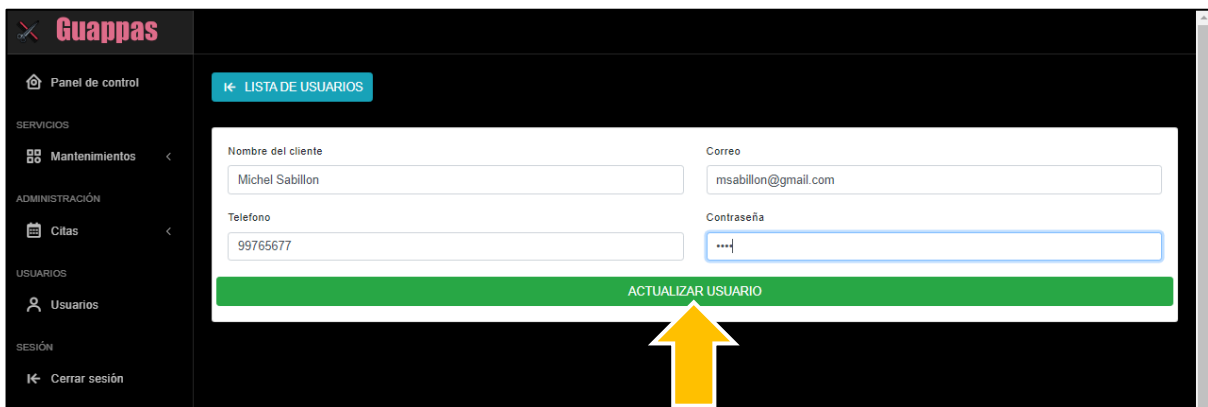 Guappas
Panel de control
SERVICIOS
Mantenimientos
ADMINISTRACIÓN
Citas
USUARIOS
Usuarios
SESIÓN
Cerrar sesión
LISTA DE USUARIOS
Nombre del cliente
Michel Sabillon
Correo
msabillon@gmail.com
Telefono
99765677
Contraseña
••••
ACTUALIZAR USUARIO